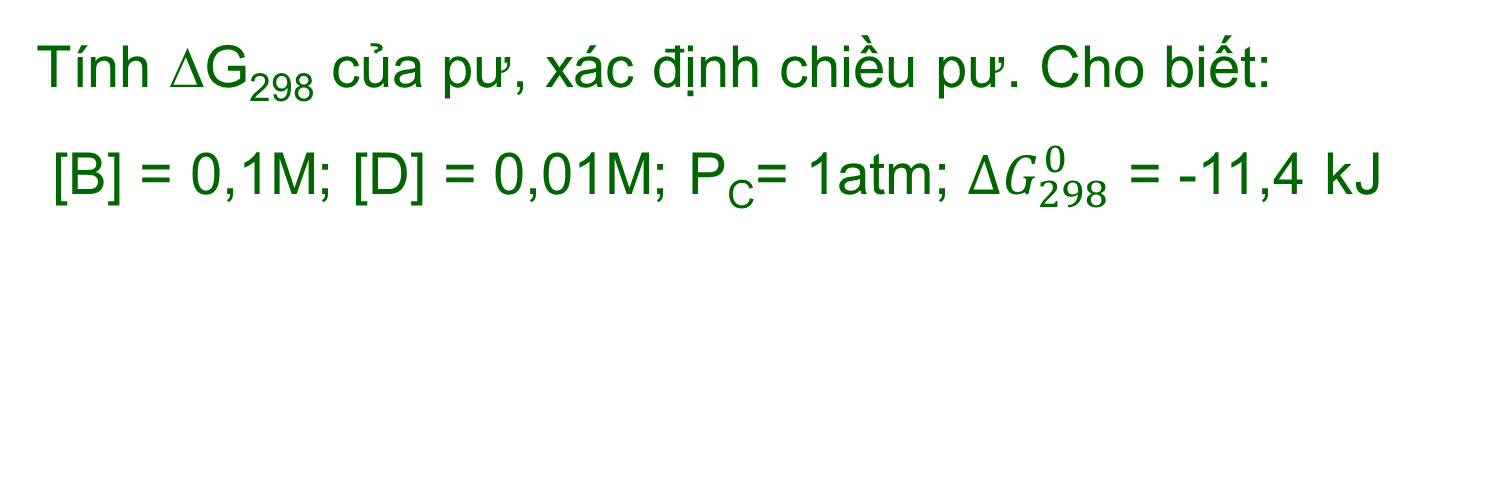 Tính ΔG₂₉₈ của pư, xác định chiều pư. Cho biết:
[B] = 0,1M; [D] = 0,01M; P_C= 1atm; Δ𝐺⁰₂₉₈ = -11,4 kJ